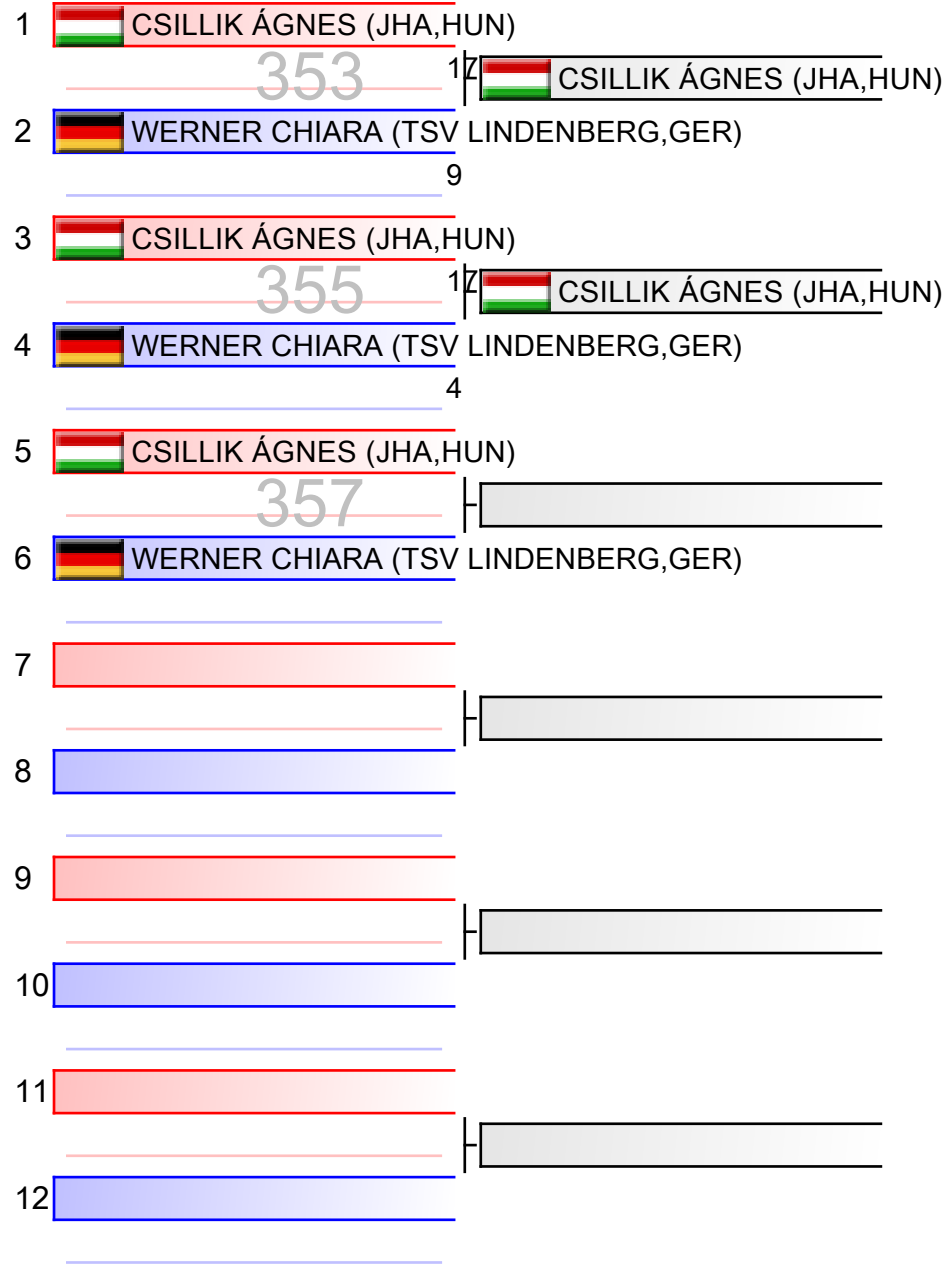 1 CSILLIK ÁGNES (JHA,HUN)
353 17 CSILLIK ÁGNES (JHA,HUN)
2 WERNER CHIARA (TSV LINDENBERG,GER)
9
3 CSILLIK ÁGNES (JHA,HUN)
355 17 CSILLIK ÁGNES (JHA,HUN)
4 WERNER CHIARA (TSV LINDENBERG,GER)
4
5 CSILLIK ÁGNES (JHA,HUN)
357
6 WERNER CHIARA (TSV LINDENBERG,GER)
7
8
9
10
11
12